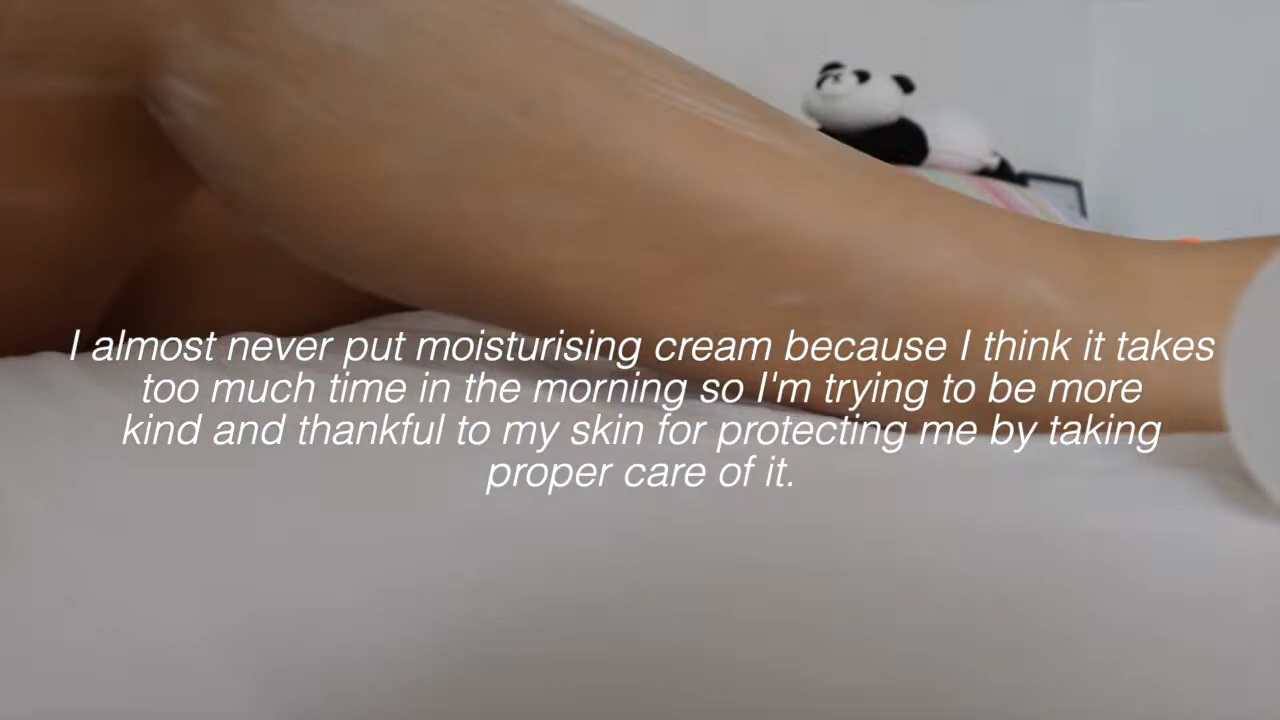 I almost never put moisturising cream because I think it takes
too much time in the morning so I'm trying to be more
kind and thankful to my skin for protecting me by taking
proper care of it.